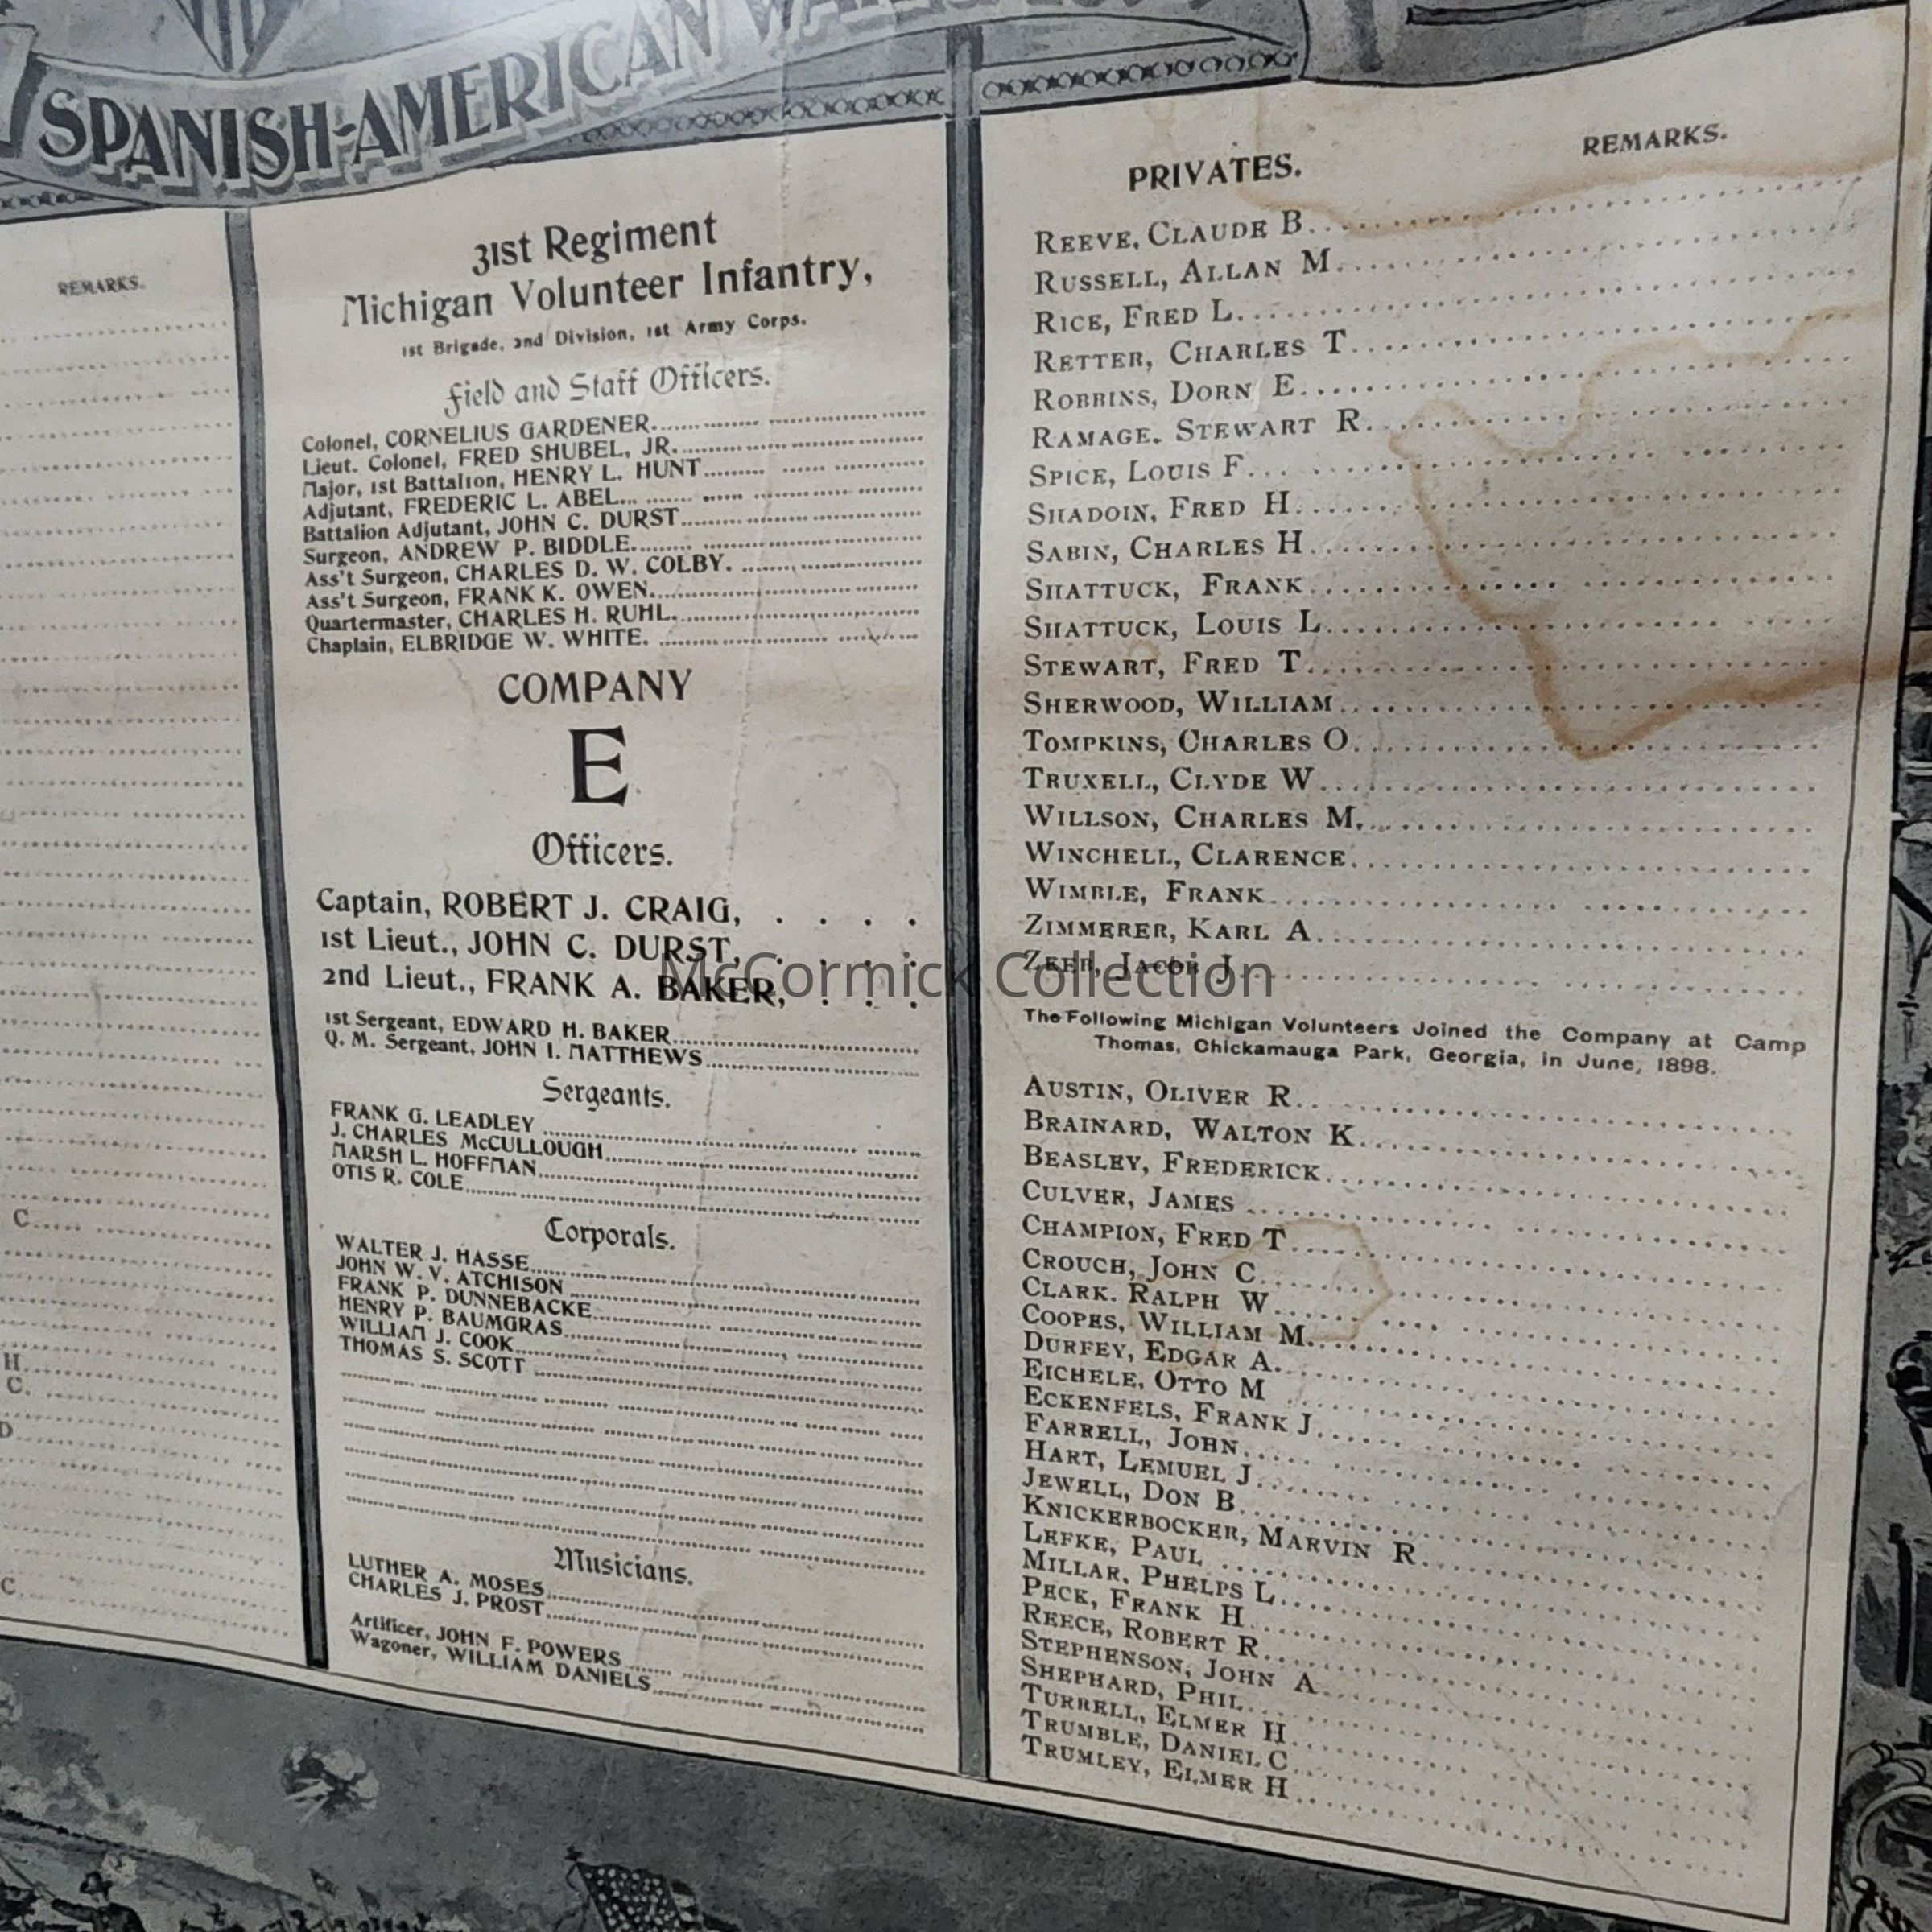 SPANISH-AMERICAN WAR
REMARKS.
C
H.
C.
D
C
31st Regiment
Michigan Volunteer Infantry,
1st Brigade, 2nd Division, 1st Army Corps.
Field and Staff Officers.
Colonel, CORNELIUS GARDENER
Lieut. Colonel, FRED SHUBEL, JR.
Major, 1st Battalion, HENRY L. HUNT
Adjutant, FREDERIC L. ABEL
Battalion Adjutant, JOHN C. DURST
Surgeon, ANDREW P. BIDDLE
Ass't Surgeon, CHARLES D. W. COLBY.
Ass't Surgeon, FRANK K. OWEN
Quartermaster, CHARLES H. RUHL
Chaplain, ELBRIDGE W. WHITE.
COMPANY
E
Officers.
Captain, ROBERT J. CRAIG, . . . .
1st Lieut., JOHN C. DURST, . . . .
2nd Lieut., FRANK A. BAKER, . . .
1st Sergeant, EDWARD H. BAKER
Q. M. Sergeant, JOHN I. MATTHEWS
Sergeants.
FRANK G. LEADLEY
J. CHARLES McCULLOUGH
MARSH L. HOFFMAN
OTIS R. COLE
Corporals.
WALTER J. HASSE
JOHN W. V. ATCHISON
FRANK P. DUNNEBACKE
HENRY P. BAUMGRAS
WILLIAM J. COOK
THOMAS S. SCOTT
Musicians.
LUTHER A. MOSES
CHARLES J. PROST
Artificer, JOHN F. POWERS
Wagoner, WILLIAM DANIELS
PRIVATES. REMARKS.
REEVE, CLAUDE B
RUSSELL, ALLAN M
RICE, FRED L
RETTER, CHARLES T
ROBBINS, DORN E
RAMAGE, STEWART R
SPICE, LOUIS F
SHADOIN, FRED H
SABIN, CHARLES H
SHATTUCK, FRANK
SHATTUCK, LOUIS L
STEWART, FRED T
SHERWOOD, WILLIAM
TOMPKINS, CHARLES O
TRUXELL, CLYDE W
WILLSON, CHARLES M.
WINCHELL, CLARENCE
WIMBLE, FRANK
ZIMMERER, KARL A
ZEEB, JACOB J
McCormick Collection
The Following Michigan Volunteers Joined the Company at Camp
Thomas, Chickamauga Park, Georgia, in June, 1898.
AUSTIN, OLIVER R
BRAINARD, WALTON K
BEASLEY, FREDERICK
CULVER, JAMES
CHAMPION, FRED T
CROUCH, JOHN C
CLARK, RALPH W
COOPES, WILLIAM M
DURFEY, EDGAR A
EICHELE, OTTO M
ECKENFELS, FRANK J
FARRELL, JOHN
HART, LEMUEL J
JEWELL, DON B
KNICKERBOCKER, MARVIN R
LEFKE, PAUL
MILLAR, PHELPS L
PECK, FRANK H
REECE, ROBERT R
STEPHENSON, JOHN A
SHEPHARD, PHIL
TURRELL, ELMER H
TRUMBLE, DANIEL C
TRUMLEY, ELMER H